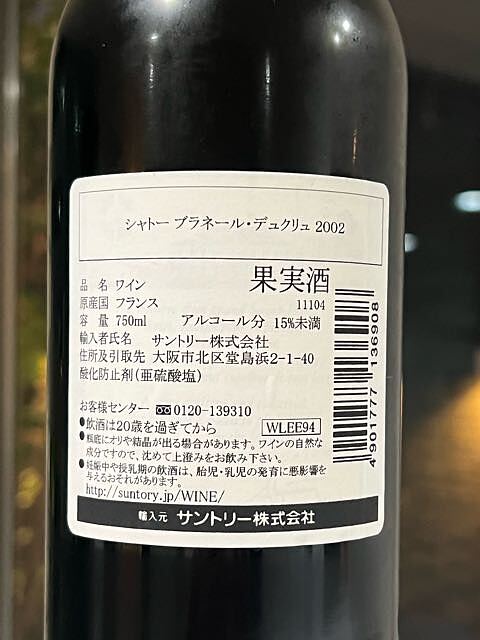 シャトー ブラネール・デュクリュ 2002
品 名 ワイン
果実酒
原産国 フランス
11104
容 量 750ml アルコール分 15%未満
輸入者氏名 サントリー株式会社
住所及引取先 大阪市北区堂島浜2-1-40
酸化防止剤(亜硫酸塩)
お客様センター 0120-139310
●飲酒は20歳を過ぎてから WLEE94
●瓶底にオリや結晶が出る場合があります。ワインの自然な
成分ですので、沈めて上澄みをお飲み下さい。
●妊娠中や授乳期の飲酒は、胎児・乳児の発育に悪影響を
与えるおそれがあります。
http://suntory.jp/WINE/
輸入元 サントリー株式会社
4 901777 136908